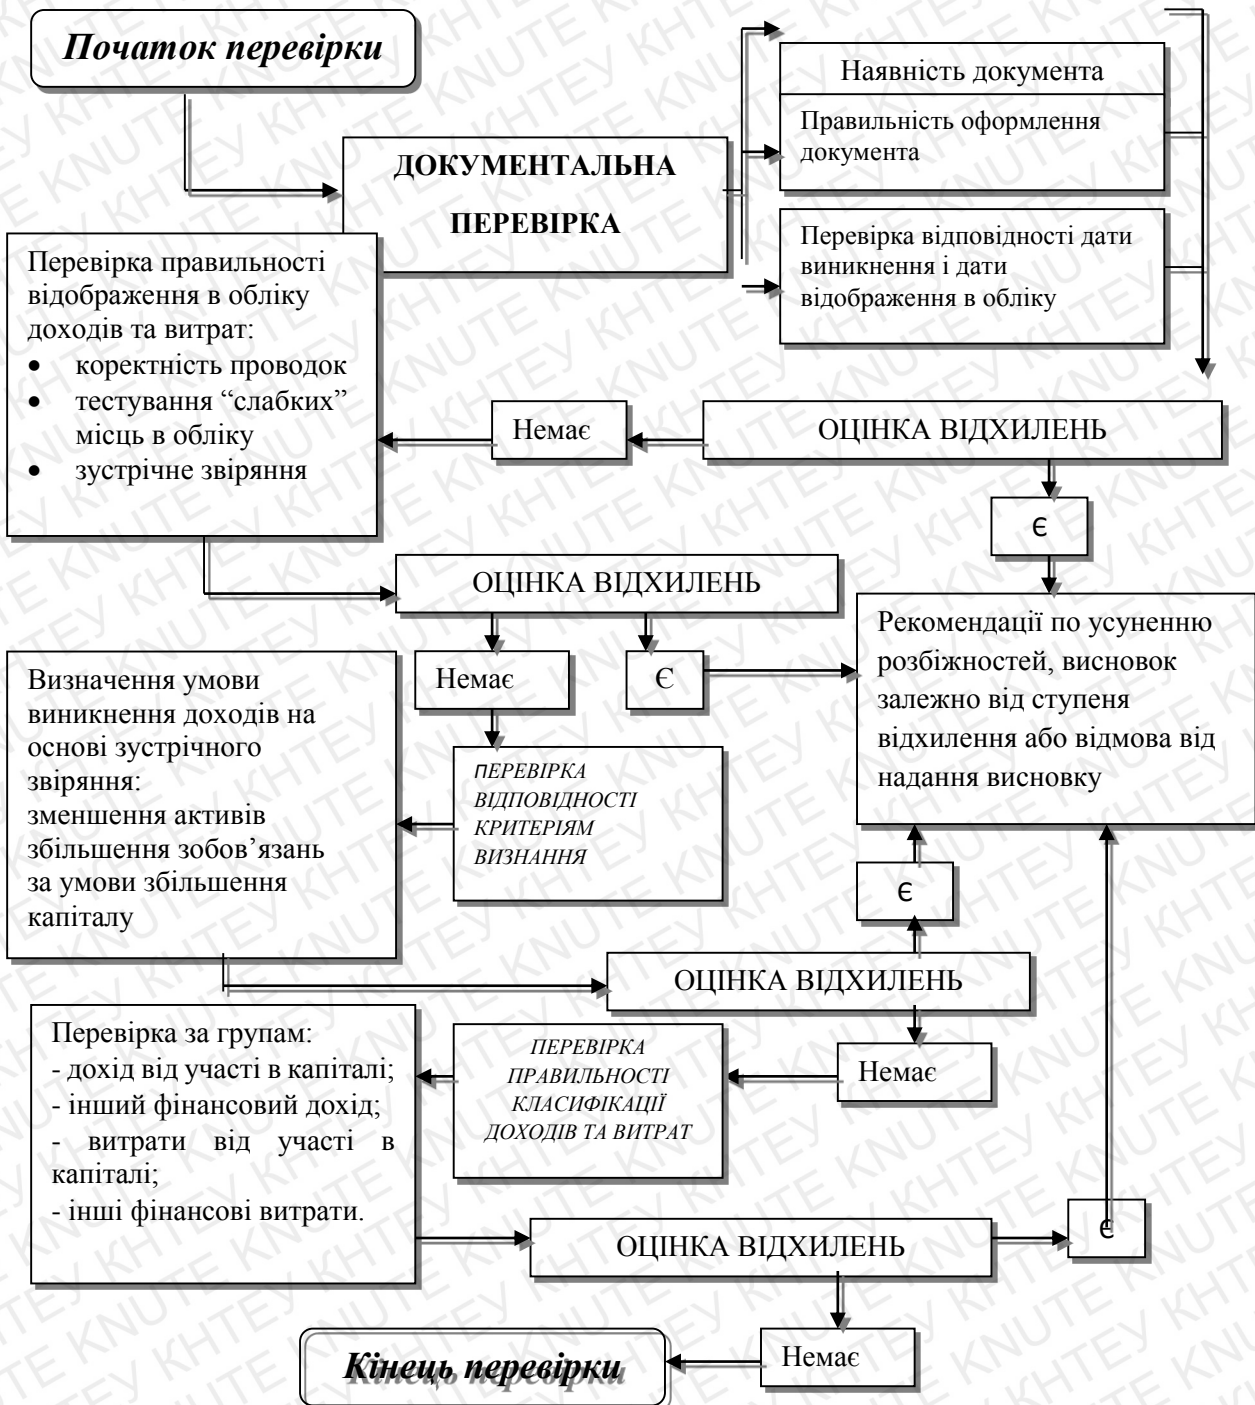 Початок перевірки
Наявність документа
Правильність оформлення
документа
ДОКУМЕНТАЛЬНА
ПЕРЕВІРКА
Перевірка відповідності дати
виникнення і дати
відображення в обліку
Перевірка правильності
відображення в обліку
доходів та витрат:
• коректність проводок
• тестування “слабких”
місць в обліку
• зустрічне звіряння
Немає
ОЦІНКА ВІДХИЛЕНЬ
Є
ОЦІНКА ВІДХИЛЕНЬ
Немає
Є
Рекомендації по усуненню
розбіжностей, висновок
залежно від ступеня
відхилення або відмова від
надання висновку
Визначення умови
виникнення доходів на
основі зустрічного
звіряння:
зменшення активів
збільшення зобов’язань
за умови збільшення
капіталу
ПЕРЕВІРКА
ВІДПОВІДНОСТІ
КРИТЕРІЯМ
ВИЗНАННЯ
Є
ОЦІНКА ВІДХИЛЕНЬ
Немає
ПЕРЕВІРКА
ПРАВИЛЬНОСТІ
КЛАСИФІКАЦІЇ
ДОХОДІВ ТА ВИТРАТ
Перевірка за групам:
- дохід від участі в капіталі;
- інший фінансовий дохід;
- витрати від участі в
капіталі;
- інші фінансові витрати.
ОЦІНКА ВІДХИЛЕНЬ
Є
Немає
Кінець перевірки
КНТЕУ KNUTE